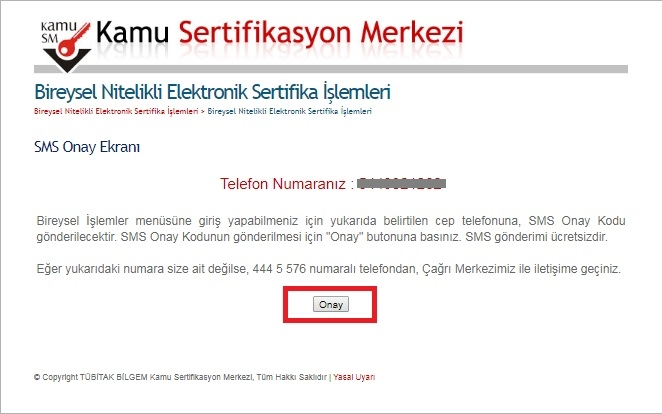 kamu
SM
Kamu Sertifikasyon Merkezi
Bireysel Nitelikli Elektronik Sertifika İşlemleri
Bireysel Nitelikli Elektronik Sertifika İşlemleri > Bireysel Nitelikli Elektronik Sertifika İşlemleri
SMS Onay Ekranı
Telefon Numaranız :
Bireysel İşlemler menüsüne giriş yapabilmeniz için yukarıda belirtilen cep telefonuna, SMS Onay Kodu
gönderilecektir. SMS Onay Kodunun gönderilmesi için "Onay" butonuna basınız. SMS gönderimi ücretsizdir.
Eğer yukarıdaki numara size ait değilse, 444 5 576 numaralı telefondan, Çağrı Merkezimiz ile iletişime geçiniz.
Onay
© Copyright TÜBİTAK BİLGEM Kamu Sertifikasyon Merkezi, Tüm Hakkı Saklıdır | Yasal Uyarı